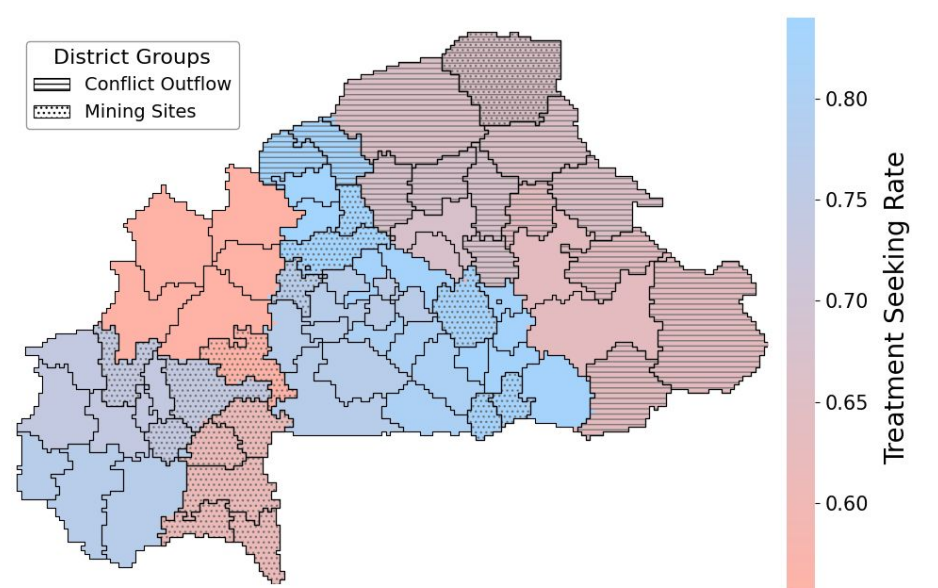 District Groups
Conflict Outflow
Mining Sites
0.80
0.75
0.70
0.65
0.60
Treatment Seeking Rate